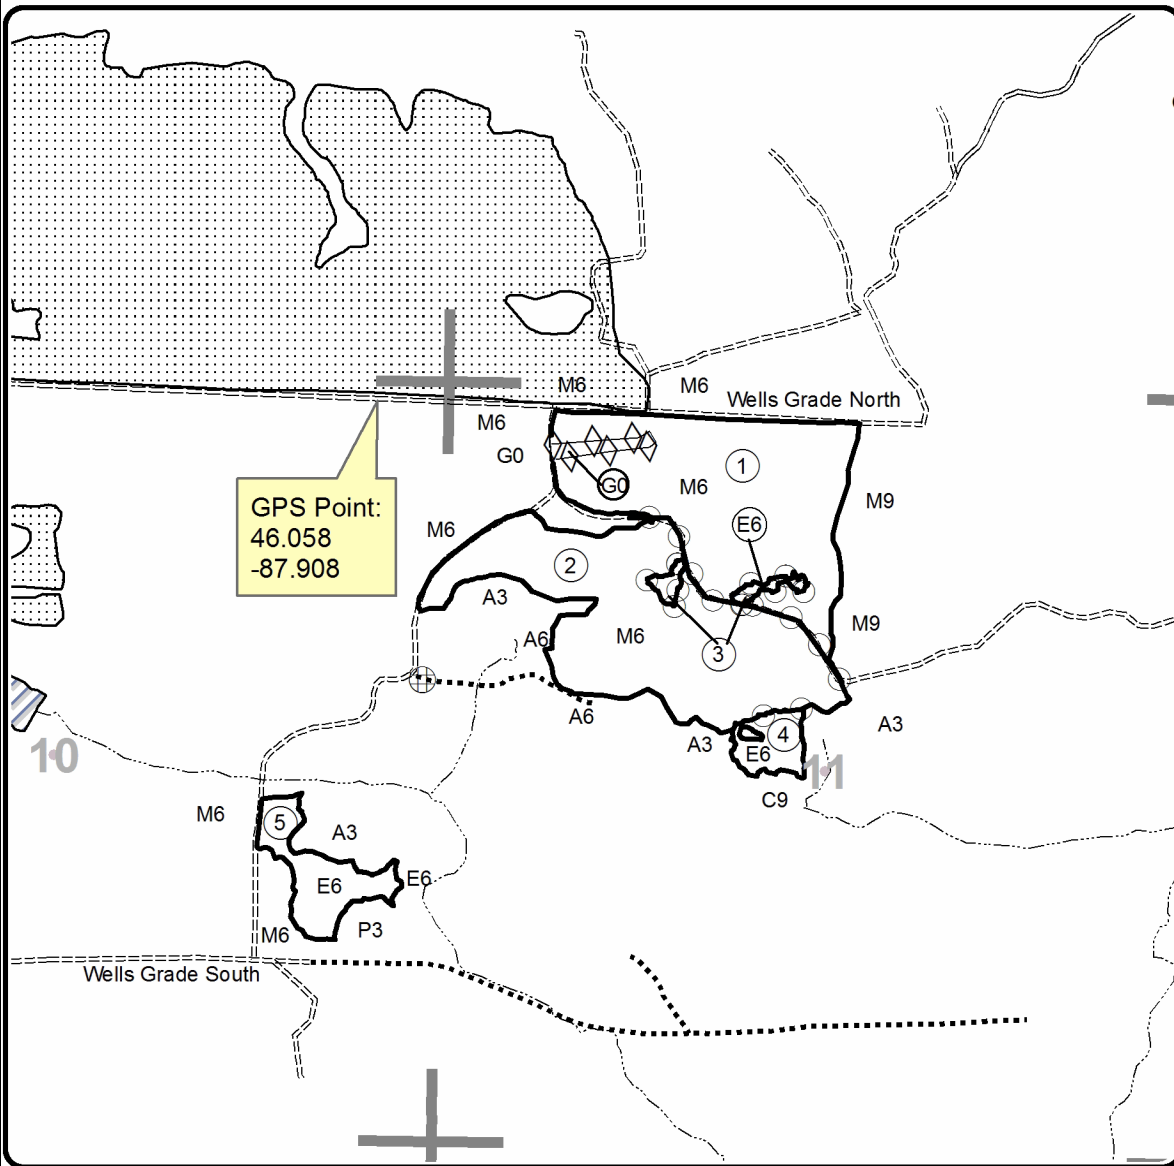 M6
M6
Wells Grade North
M6
G0
1
G0
M6
M9
GPS Point:
46.058
-87.908
M6
E6
2
A3
M6
M9
A6
3
A6
A3
4
A3
E6
10
11
C9
M6
5
A3
E6
E6
M6
P3
Wells Grade South